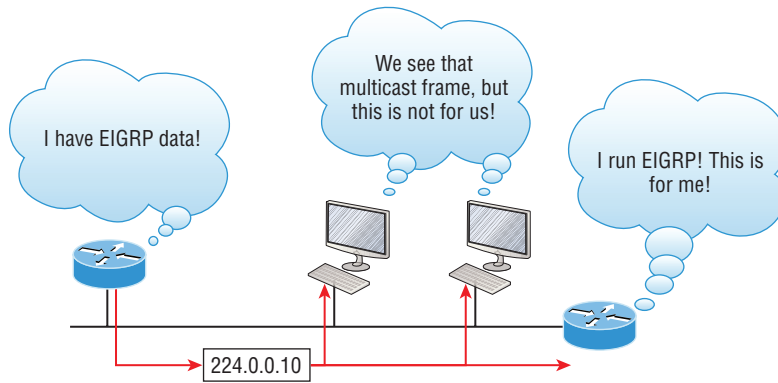 I have EIGRP data!
We see that
multicast frame, but
this is not for us!
I run EIGRP! This is
for me!
224.0.0.10